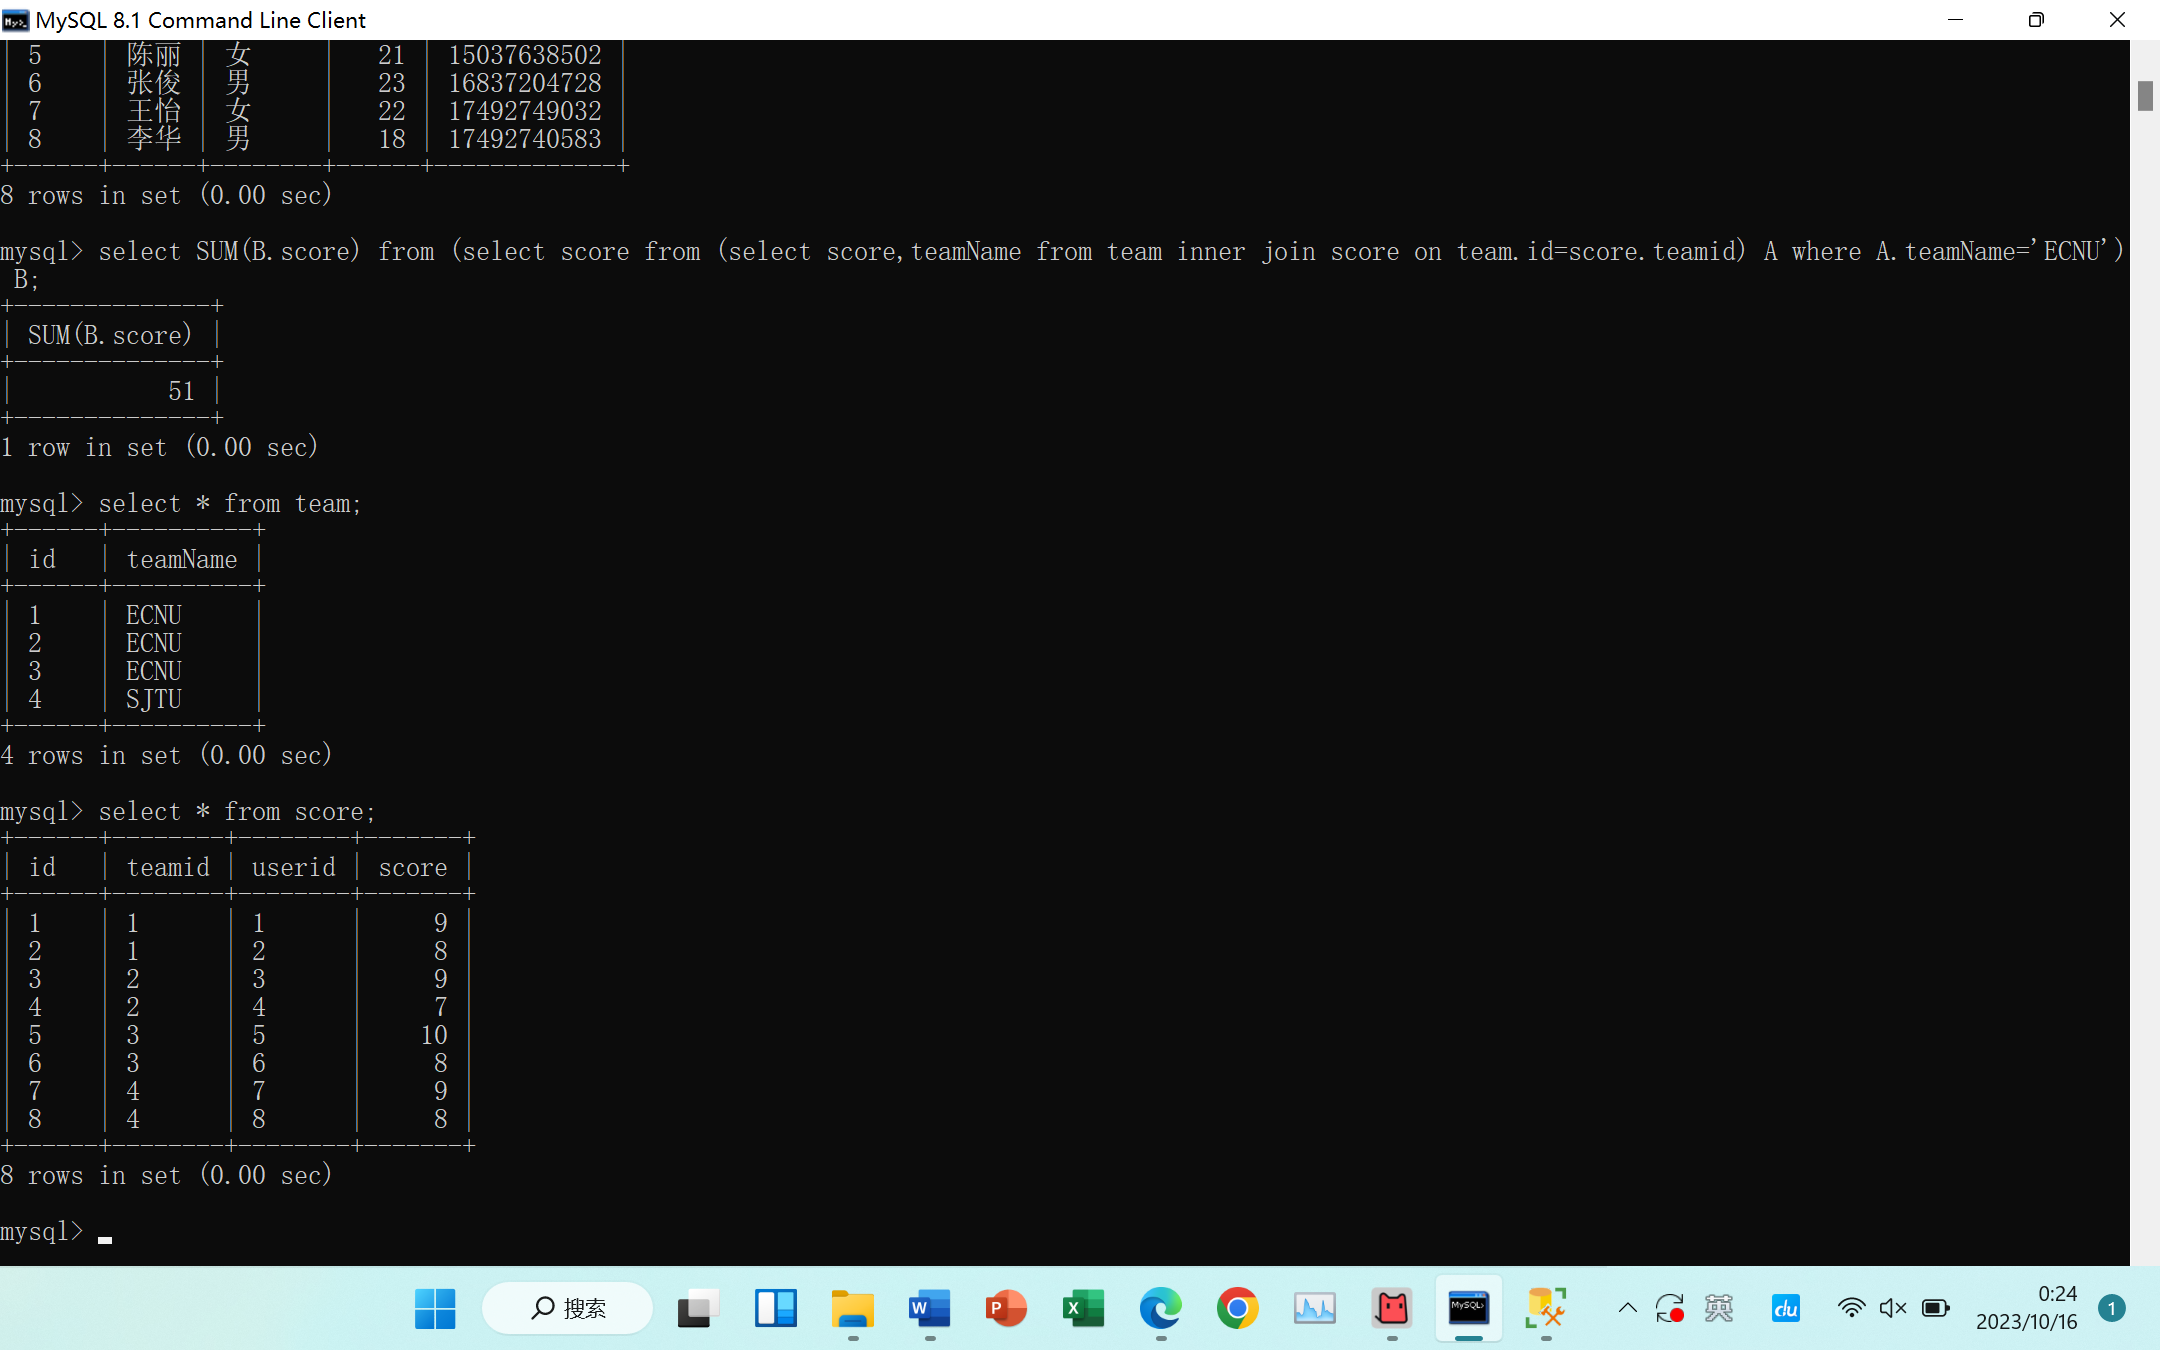 MySQL 8.1 Command Line Client
| 5    | 陈丽 | 女     |   21 | 15037638502 |
| 6    | 张俊 | 男     |   23 | 16837204728 |
| 7    | 王怡 | 女     |   22 | 17492749032 |
| 8    | 李华 | 男     |   18 | 17492740583 |
+------+------+--------+------+-------------+
8 rows in set (0.00 sec)
mysql> select SUM(B.score) from (select score from (select score,teamName from team inner join score on team.id=score.teamid) A where A.teamName='ECNU')
 B;
+--------------+
| SUM(B.score) |
+--------------+
|           51 |
+--------------+
1 row in set (0.00 sec)
mysql> select * from team;
+------+----------+
| id   | teamName |
+------+----------+
| 1    | ECNU     |
| 2    | ECNU     |
| 3    | ECNU     |
| 4    | SJTU     |
+------+----------+
4 rows in set (0.00 sec)
mysql> select * from score;
+------+--------+--------+-------+
| id   | teamid | userid | score |
+------+--------+--------+-------+
| 1    | 1      | 1      |     9 |
| 2    | 1      | 2      |     8 |
| 3    | 2      | 3      |     9 |
| 4    | 2      | 4      |     7 |
| 5    | 3      | 5      |    10 |
| 6    | 3      | 6      |     8 |
| 7    | 4      | 7      |     9 |
| 8    | 4      | 8      |     8 |
+------+--------+--------+-------+
8 rows in set (0.00 sec)
mysql>
搜索
英
0:24
2023/10/16
1